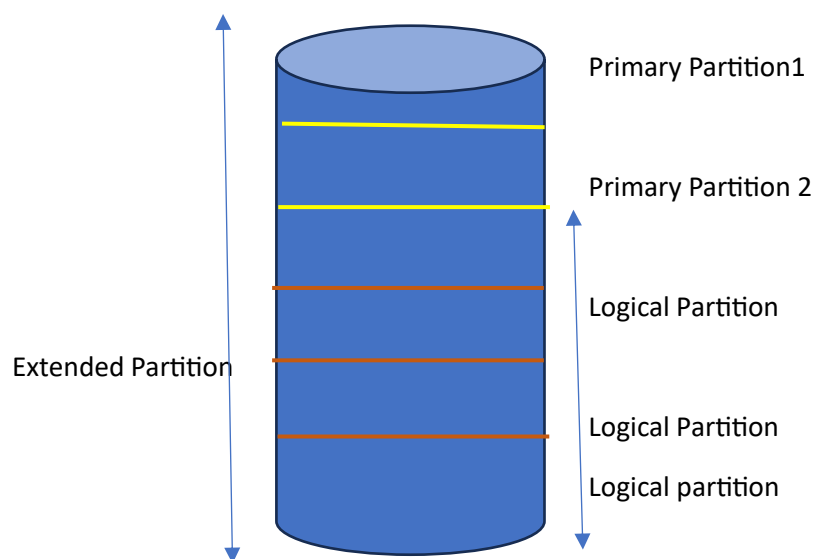 Primary Partition1
Primary Partition 2
Logical Partition
Extended Partition
Logical Partition
Logical partition